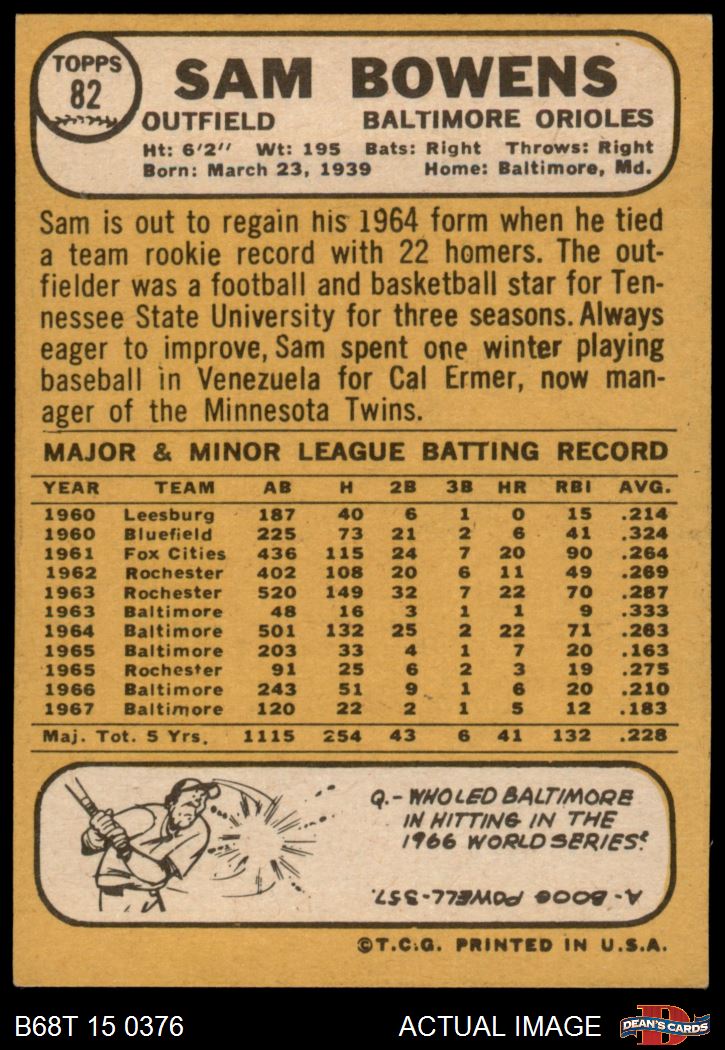 TOPPS
82
SAM BOWENS
OUTFIELD BALTIMORE ORIOLES
Ht: 6'2" Wt: 195 Bats: Right Throws: Right
Born: March 23, 1939 Home: Baltimore, Md.
Sam is out to regain his 1964 form when he tied
a team rookie record with 22 homers. The out-
fielder was a football and basketball star for Ten-
nessee State University for three seasons. Always
eager to improve, Sam spent one winter playing
baseball in Venezuela for Cal Ermer, now man-
ager of the Minnesota Twins.
MAJOR & MINOR LEAGUE BATTING RECORD
YEAR TEAM AB H 2B 3B HR RBI AVG.
1960 Leesburg 187 40 6 1 0 15 .214
1960 Bluefield 225 73 21 2 6 41 .324
1961 Fox Cities 436 115 24 7 20 90 .264
1962 Rochester 402 108 20 6 11 49 .269
1963 Rochester 520 149 32 7 22 70 .287
1963 Baltimore 48 16 3 1 1 9 .333
1964 Baltimore 501 132 25 2 22 71 .263
1965 Baltimore 203 33 4 1 7 20 .163
1965 Rochester 91 25 6 2 3 19 .275
1966 Baltimore 243 51 9 1 6 20 .210
1967 Baltimore 120 22 2 1 5 12 .183
Maj. Tot. 5 Yrs. 1115 254 43 6 41 132 .228
Q.- WHO LED BALTIMORE
IN HITTING IN THE
1966 WORLD SERIES?
A- BOOG POWELL-.357.
©T.C.G. PRINTED IN U.S.A.
B68T 15 0376 ACTUAL IMAGE DEAN'S CARDS